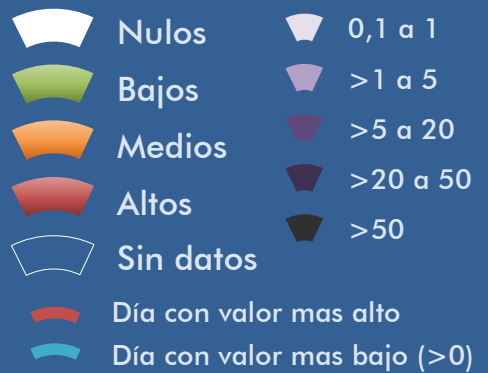 Nulos
Bajos
Medios
Altos
Sin datos
0,1 a 1
>1 a 5
>5 a 20
>20 a 50
>50
Día con valor mas alto
Día con valor mas bajo (>0)